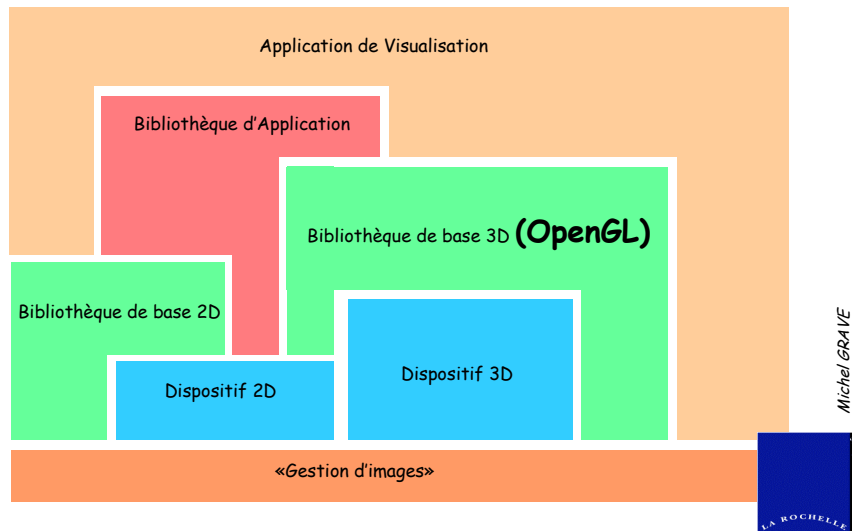 Application de Visualisation
Bibliothèque d'Application
Bibliothèque de base 3D (OpenGL)
Bibliothèque de base 2D
Dispositif 3D
Dispositif 2D
«Gestion d'images»
Michel GRAVE
LA ROCHELLE